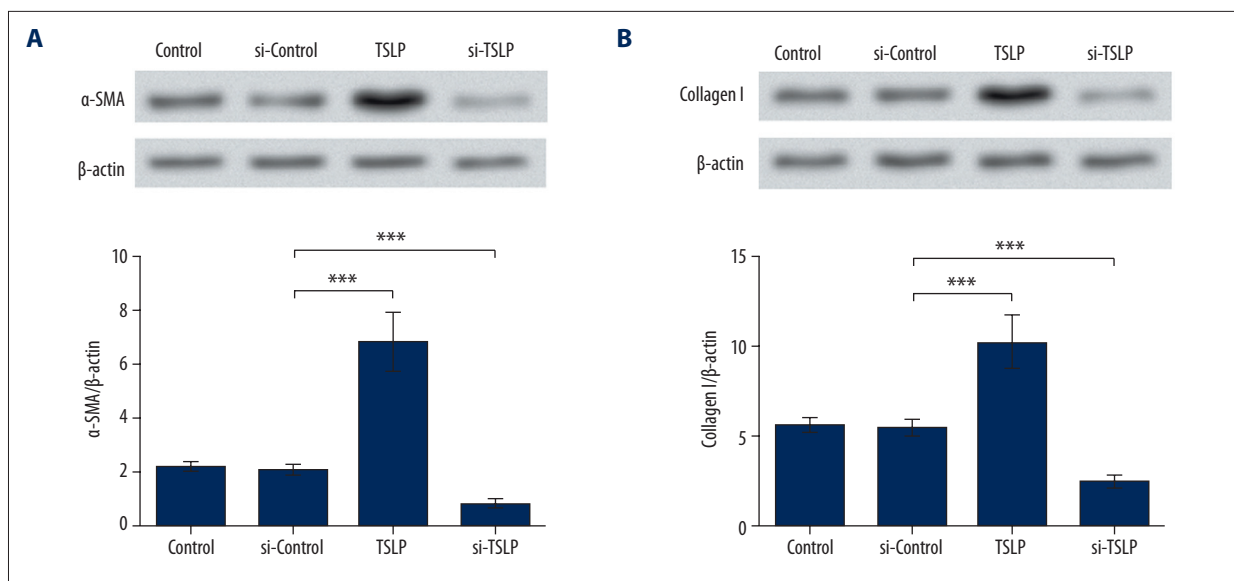 A
Control si-Control TSLP si-TSLP
α-SMA
β-actin
***
***
10
8
6
4
2
0
α-SMA/β-actin
Control si-Control TSLP si-TSLP
B
Control si-Control TSLP si-TSLP
Collagen I
β-actin
***
***
15
10
5
0
Collagen I/β-actin
Control si-Control TSLP si-TSLP